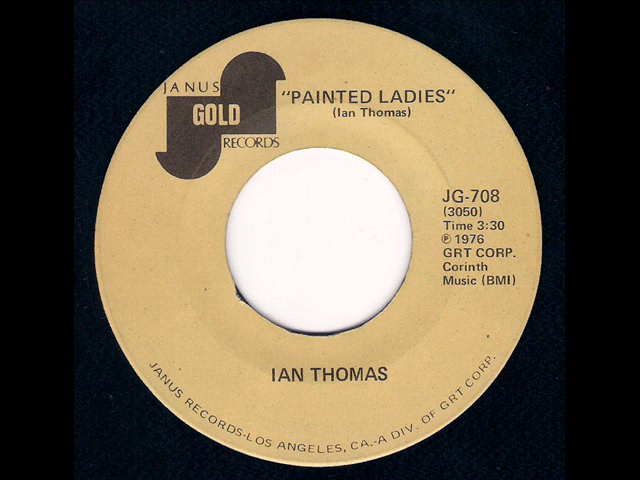 JANUS
GOLD
RECORDS
"PAINTED LADIES"
(Ian Thomas)
JG-708
(3050)
Time 3:30
℗ 1976
GRT CORP.
Corinth
Music (BMI)
IAN THOMAS
JANUS RECORDS-LOS ANGELES, CA.-A DIV. OF GRT CORP.